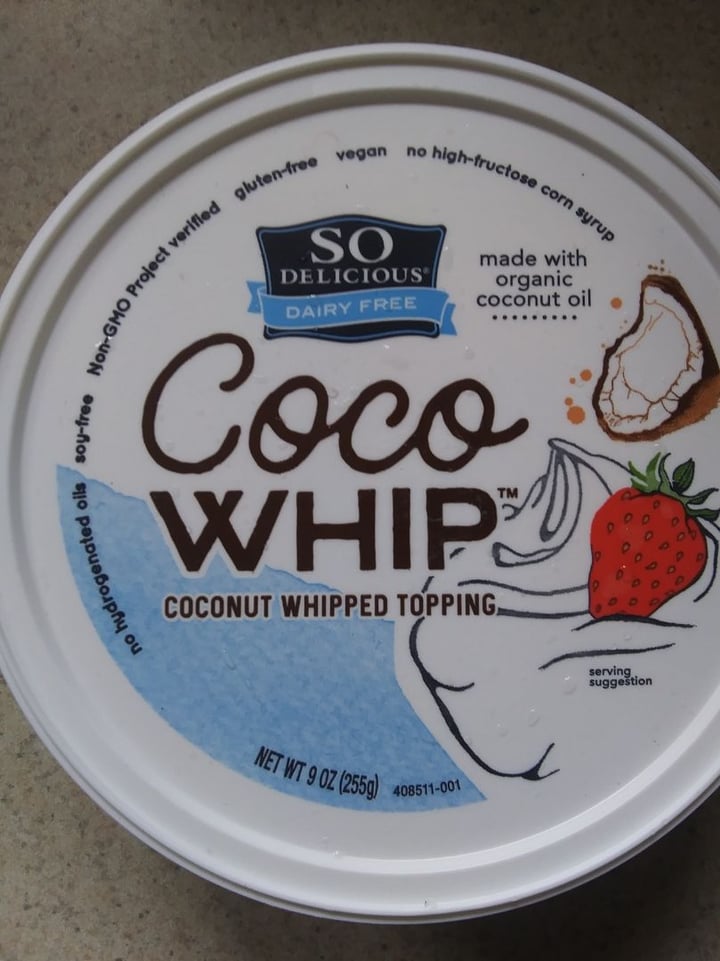 no hydrogenated oils soy-free Non-GMO Project verified gluten-free vegan no high-fructose corn syrup
SO
DELICIOUS®
DAIRY FREE
made with
organic
coconut oil
Coco
WHIP™
COCONUT WHIPPED TOPPING
serving
suggestion
NET WT 9 OZ (255g) 408511-001